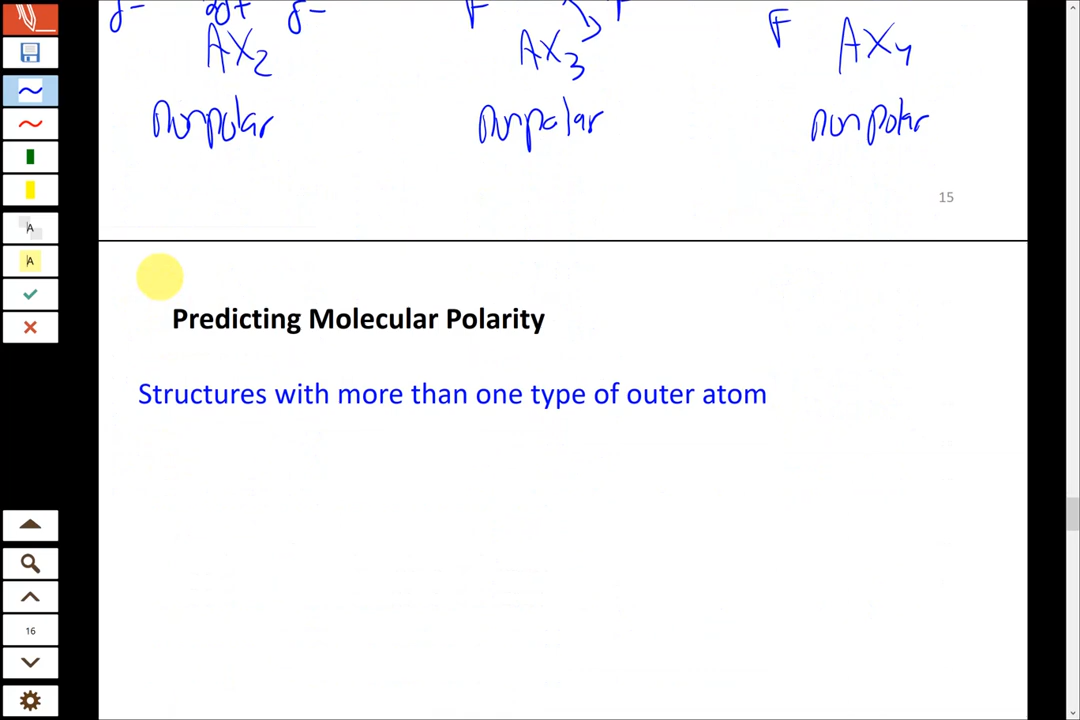 δ- 2δ+ δ- F F
AX2 AX3 F AX4
nonpolar nonpolar nonpolar
15
Predicting Molecular Polarity
Structures with more than one type of outer atom
A
A
16